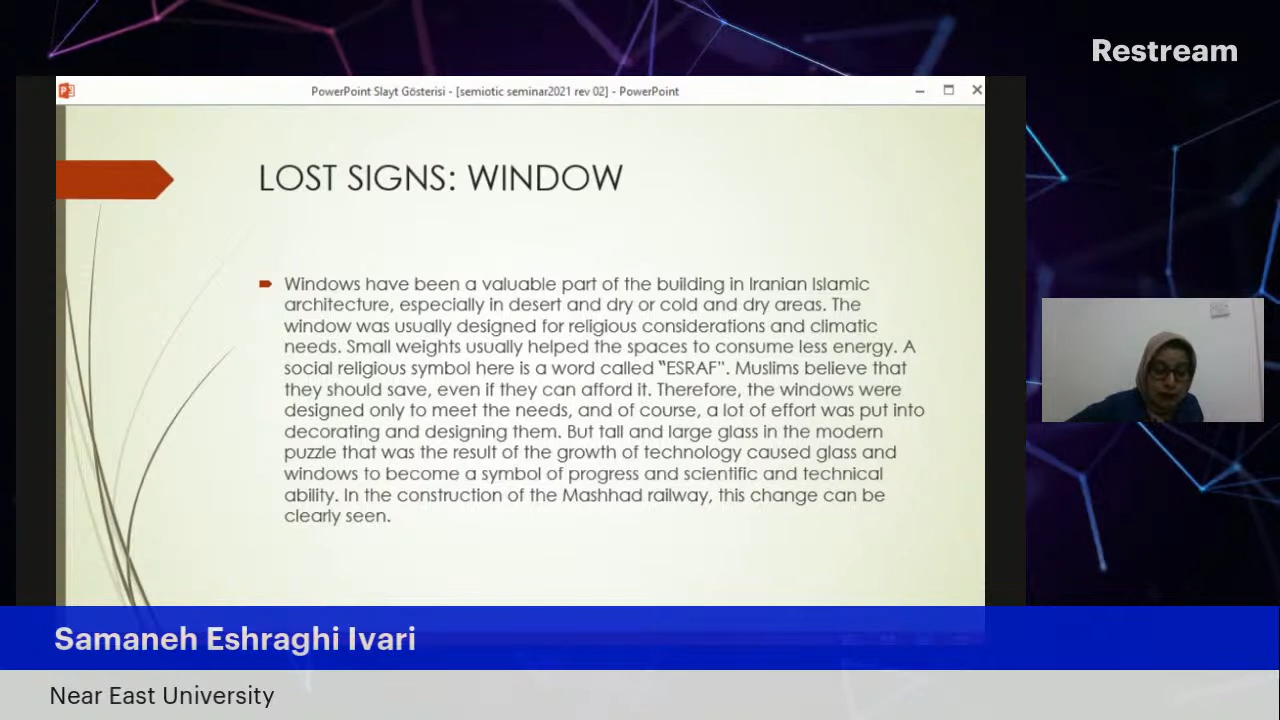 Restream
PowerPoint Slayt Gösterisi - [semiotic seminar2021 rev 02] - PowerPoint
LOST SIGNS: WINDOW
Windows have been a valuable part of the building in Iranian Islamic
architecture, especially in desert and dry or cold and dry areas. The
window was usually designed for religious considerations and climatic
needs. Small weights usually helped the spaces to consume less energy. A
social religious symbol here is a word called "ESRAF". Muslims believe that
they should save, even if they can afford it. Therefore, the windows were
designed only to meet the needs, and of course, a lot of effort was put into
decorating and designing them. But tall and large glass in the modern
puzzle that was the result of the growth of technology caused glass and
windows to become a symbol of progress and scientific and technical
ability. In the construction of the Mashhad railway, this change can be
clearly seen.
Samaneh Eshraghi Ivari
Near East University